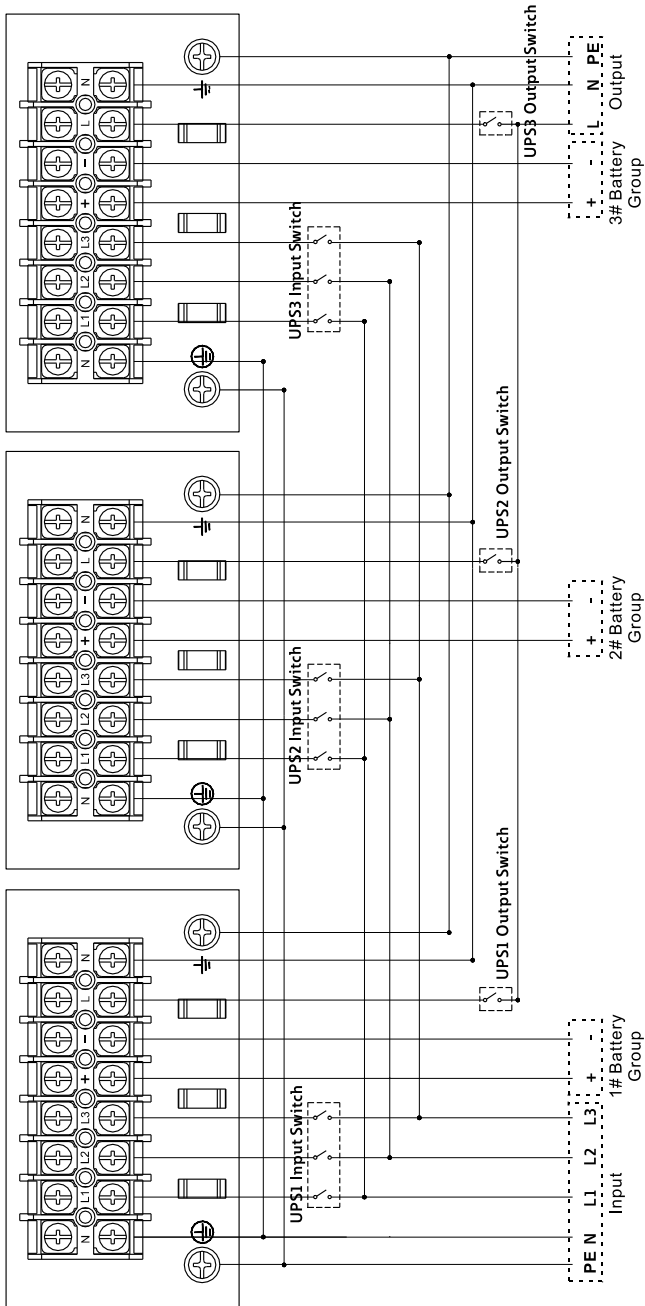 N L1 L2 L3 + - L N
UPS1 Input Switch
UPS1 Output Switch
N L1 L2 L3 + - L N
UPS2 Input Switch
UPS2 Output Switch
N L1 L2 L3 + - L N
UPS3 Input Switch
UPS3 Output Switch
PE N L1 L2 L3
Input
+ -
1# Battery
Group
+ -
2# Battery
Group
+ -
3# Battery
Group
L N PE
Output